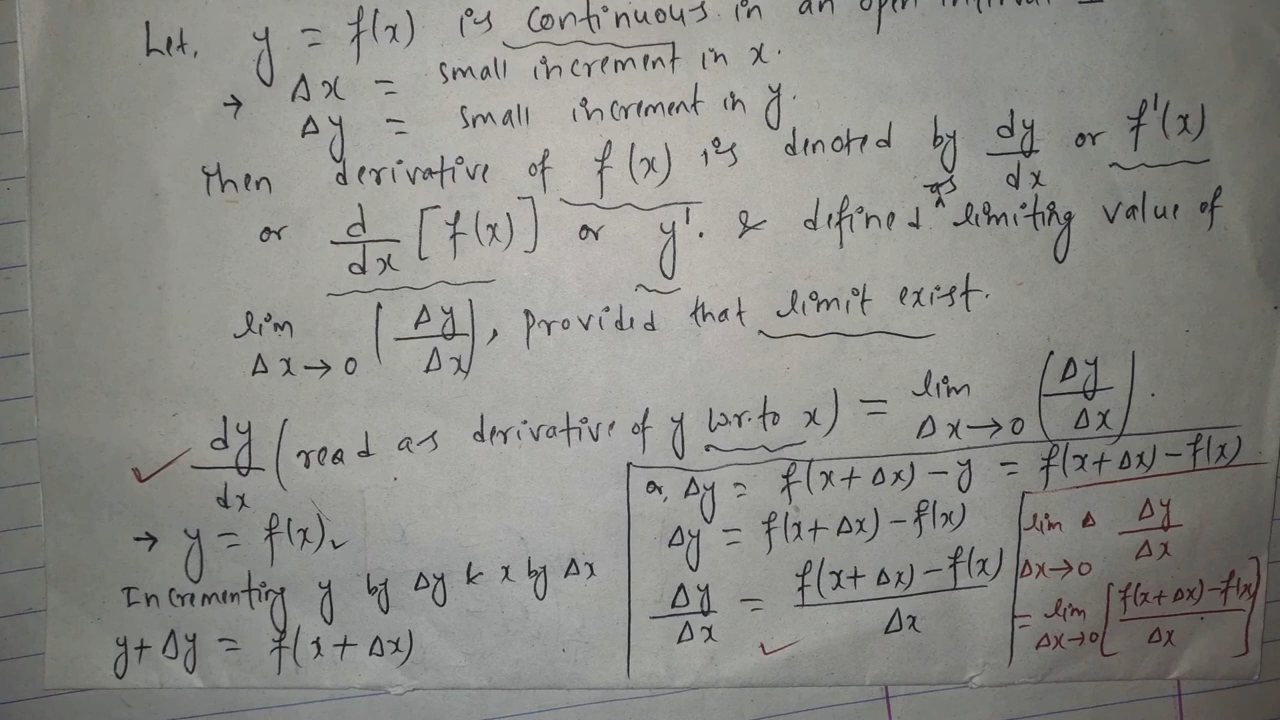 Let, y = f(x) is continuous in an open interval I
→ Δx = small increment in x.
Δy = small increment in y.
Then derivative of f(x) is denoted by dy/dx or f'(x)
or d/dx [f(x)] or y'. & defined as limiting value of
lim Δx→0 (Δy/Δx), provided that limit exist.
dy/dx (read as derivative of y w.r.to x) = lim Δx→0 (Δy/Δx).
→ y = f(x)
Incrementing y by Δy & x by Δx
y + Δy = f(x + Δx)
or, Δy = f(x + Δx) - y = f(x + Δx) - f(x)
Δy = f(x + Δx) - f(x)
Δy/Δx = f(x + Δx) - f(x) / Δx
lim Δ Δy/Δx
Δx→0
= lim Δx→0 [f(x + Δx) - f(x) / Δx]